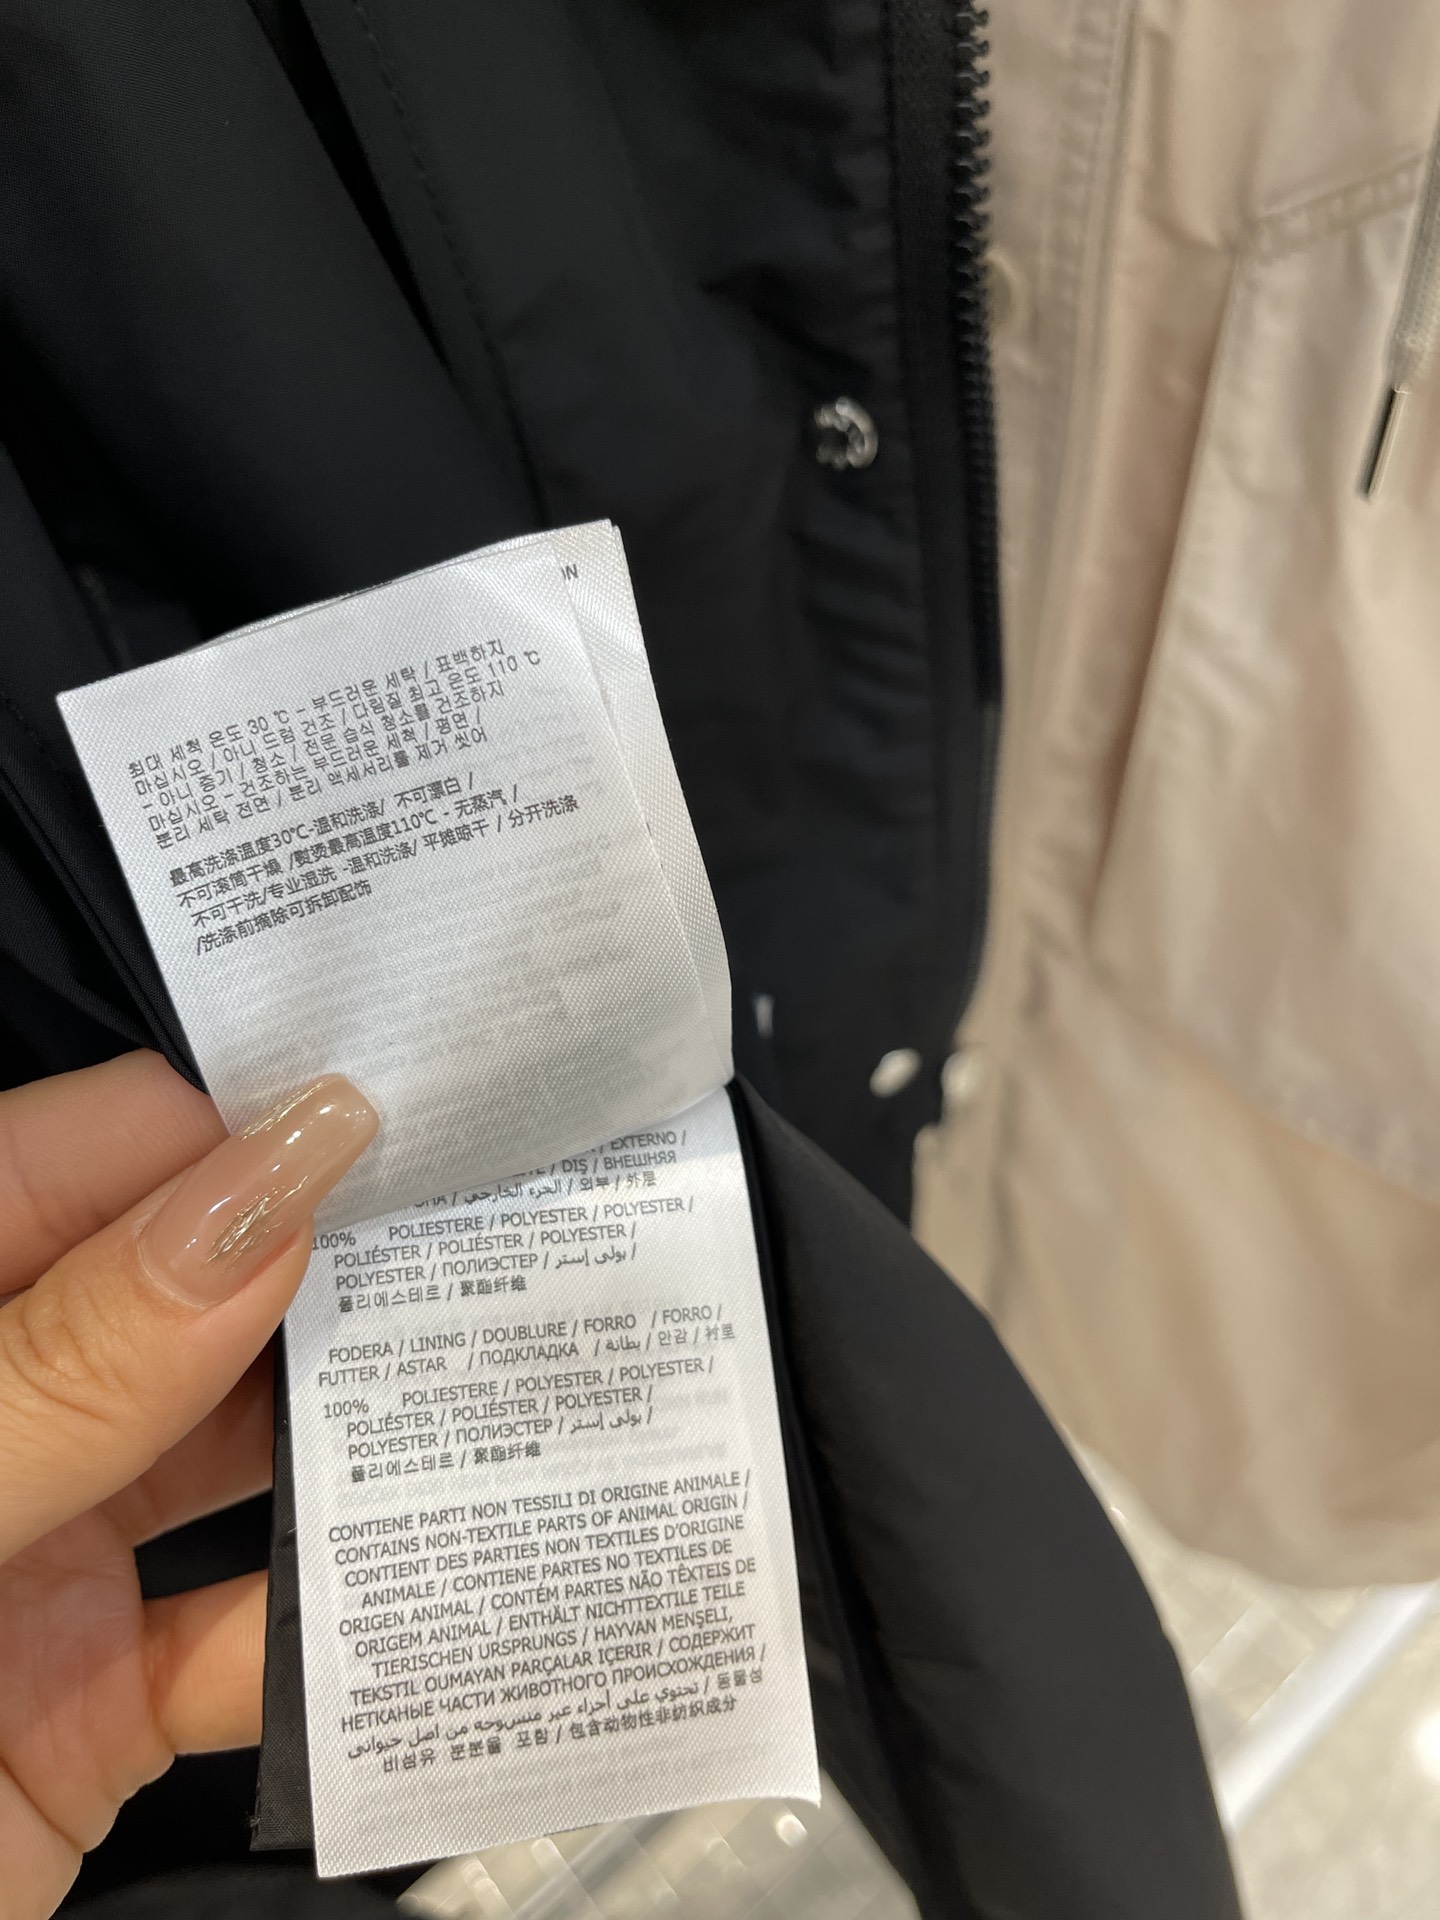 ON
최대 세척 온도 30 ℃ - 부드러운 세탁 / 표백하지
마십시오 / 아니 드럼 건조 / 다림질 최고 온도 110 ℃
- 아니 증기 / 청소 / 전문 습식 청소를 건조하지
마십시오 - 건조하는 부드러운 세척 / 평면 /
분리 세탁 전면 / 분리 액세서리를 제거 씻어
最高洗涤温度30℃-温和洗涤/ 不可漂白 /
不可滚筒干燥 /熨烫最高温度110℃ - 无蒸汽 /
不可干洗/专业湿洗 -温和洗涤/ 平摊晾干 / 分开洗涤
/洗涤前摘除可拆卸配饰
EXTERNO /
/ DIŞ / ВНЕШНЯЯ
/ الجزء الخارجي / 외부 / 外层
100% POLIESTERE / POLYESTER / POLYESTER /
POLIÉSTER / POLIÉSTER / POLYESTER /
POLYESTER / ПОЛИЭСТЕР / بولى إستر /
폴리에스테르 / 聚酯纤维
FODERA / LINING / DOUBLURE / FORRO / FORRO /
FUTTER / ASTAR / ПОДКЛАДКА / بطانة / 안감 / 衬里
100% POLIESTERE / POLYESTER / POLYESTER /
POLIÉSTER / POLIÉSTER / POLYESTER /
POLYESTER / ПОЛИЭСТЕР / بولى إستر /
폴리에스테르 / 聚酯纤维
CONTIENE PARTI NON TESSILI DI ORIGINE ANIMALE /
CONTAINS NON-TEXTILE PARTS OF ANIMAL ORIGIN /
CONTIENT DES PARTIES NON TEXTILES D'ORIGINE
ANIMALE / CONTIENE PARTES NO TEXTILES DE
ORIGEN ANIMAL / CONTÉM PARTES NÃO TÊXTEIS DE
ORIGEM ANIMAL / ENTHÄLT NICHTTEXTILE TEILE
TIERISCHEN URSPRUNGS / HAYVAN MENŞELİ,
TEKSTIL OUMAYAN PARÇALAR IÇERIR / СОДЕРЖИТ
НЕТКАНЫЕ ЧАСТИ ЖИВОТНОГО ПРОИСХОЖДЕНИЯ /
تحتوي على أجزاء غير منسوجه من اصل حيوانى / 동물성
비섬유 분분을 포함 / 包含动物性非纺织成分